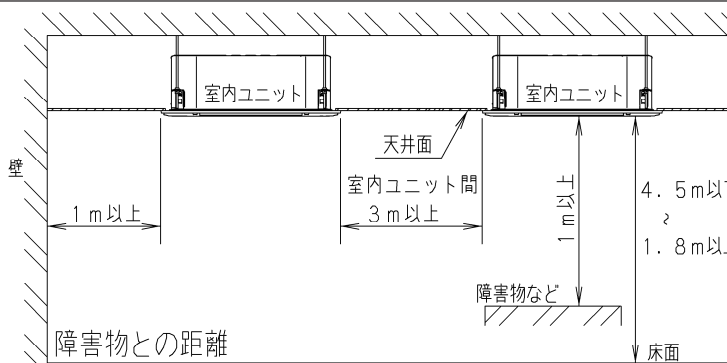 室内ユニット
室内ユニット
天井面
壁
室内ユニット間
1m以上
3m以上
1m以上
4.5m以下
~
1.8m以上
障害物など
障害物との距離
床面